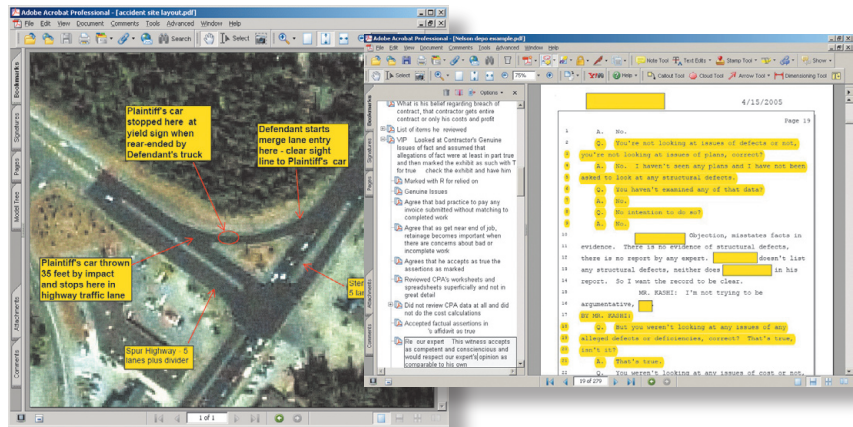 Adobe Acrobat Professional - [accident site layout.pdf]
File Edit View Document Comments Tools Advanced Window Help
Search
Select
Bookmarks
Signatures
Pages
Model Tree
Attachments
Comments
Plaintiff's car
stopped here at
yield sign when
rear-ended by
Defendant's truck
Defendant starts
merge lane entry
here - clear sight
line to Plaintiff's car
Plaintiff's car thrown
35 feet by impact
and stops here in
highway traffic lane
Spur Highway - 5
lanes plus divider
1 of 1
Adobe Acrobat Professional - [Nelson depo example.pdf]
File Edit View Document Comments Tools Advanced Window Help
Note Tool Text Edits Stamp Tool Show
Select 75% Help Callout Tool Cloud Tool Arrow Tool Dimensioning Tool
Bookmarks
Signatures
Pages
Attachments
Comments
Options
What is his belief regarding breach of
contract, that contractor gets entire
contract or only his costs and profit
List of items he reviewed
VIP Looked at Contractor's Genuine
Issues of fact and assumed that
allegations of fact were at least in part true
and then marked the exhibit as such with T
for true check the exhibit and have him
Marked with R for relied on
Genuine Issues
Agree that bad practice to pay any
invoice submitted without matching to
completed work
Agree that as get near end of job,
retainage becomes important when
there are concerns about bad or
incomplete work
Agrees that he accepts as true the
assertions as marked
Reviewed CPA's worksheets and
spreadsheets superficially and not in
great detail
Did not review CPA data at all and did
not do the cost calculations
Accepted factual assertions in
's affidavit as true
Re our expert This witness accepts
as competent and consciencious and
would respect our expert's opinion as
comparable to his own
4/15/2005
Page 19
1 A. No.
2 Q. You're not looking at issues of defects or not,
3 you're not looking at issues of plans, correct?
4 A. No. I haven't seen any plans and I have not been
5 asked to look at any structural defects.
6 Q. You haven't examined any of that data?
7 A. No.
8 Q. No intention to do so?
9 A. No.
10 Objection, misstates facts in
11 evidence. There is no evidence of structural defects,
12 there is no report by any expert. doesn't list
13 any structural defects, neither does in his
14 report. So I want the record to be clear.
15 MR. KASHI: I'm not trying to be
16 argumentative,
17 BY MR. KASHI:
18 Q. But you weren't looking at any issues of any
19 alleged defects or deficiencies, correct? That's true,
20 isn't it?
21 A. That's true.
22 Q. You weren't looking at any issues of cost or not,
19 of 279